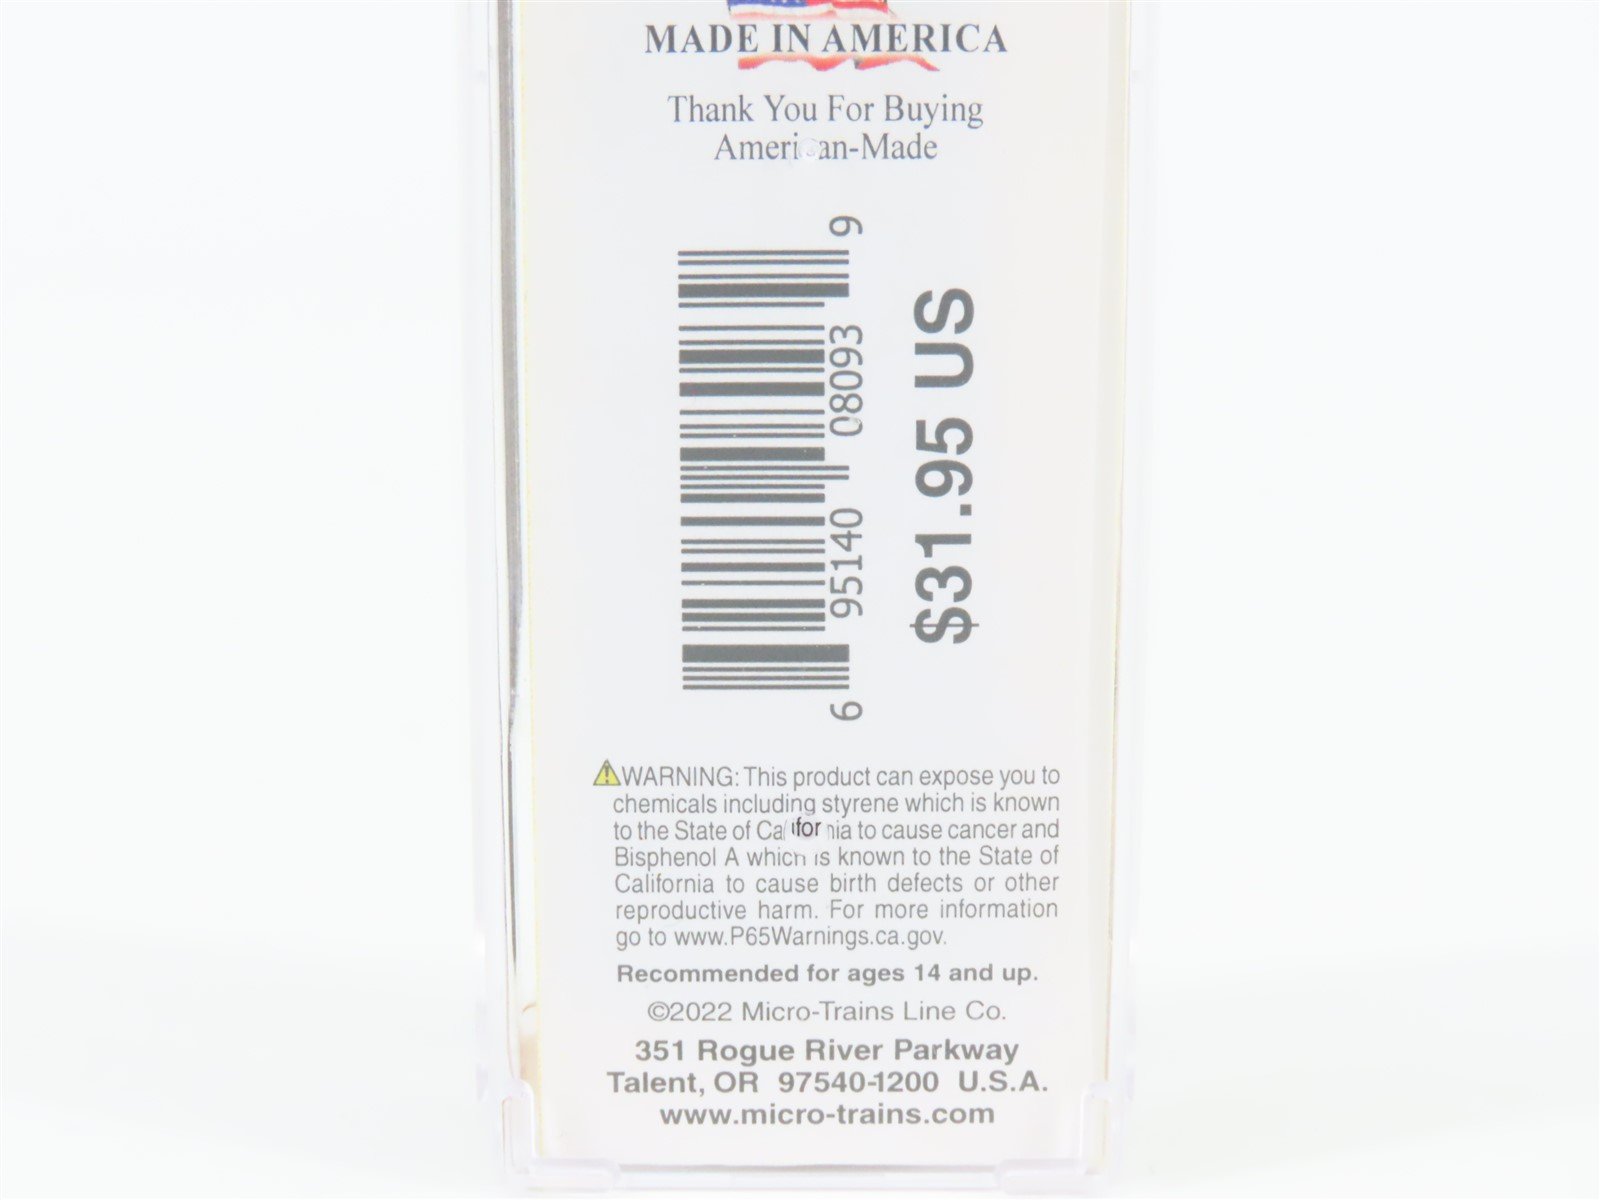 MADE IN AMERICA
Thank You For Buying
American-Made
6 95140 08093 9
$31.95 US
⚠WARNING: This product can expose you to
chemicals including styrene which is known
to the State of California to cause cancer and
Bisphenol A which is known to the State of
California to cause birth defects or other
reproductive harm. For more information
go to www.P65Warnings.ca.gov.
Recommended for ages 14 and up.
©2022 Micro-Trains Line Co.
351 Rogue River Parkway
Talent, OR 97540-1200 U.S.A.
www.micro-trains.com